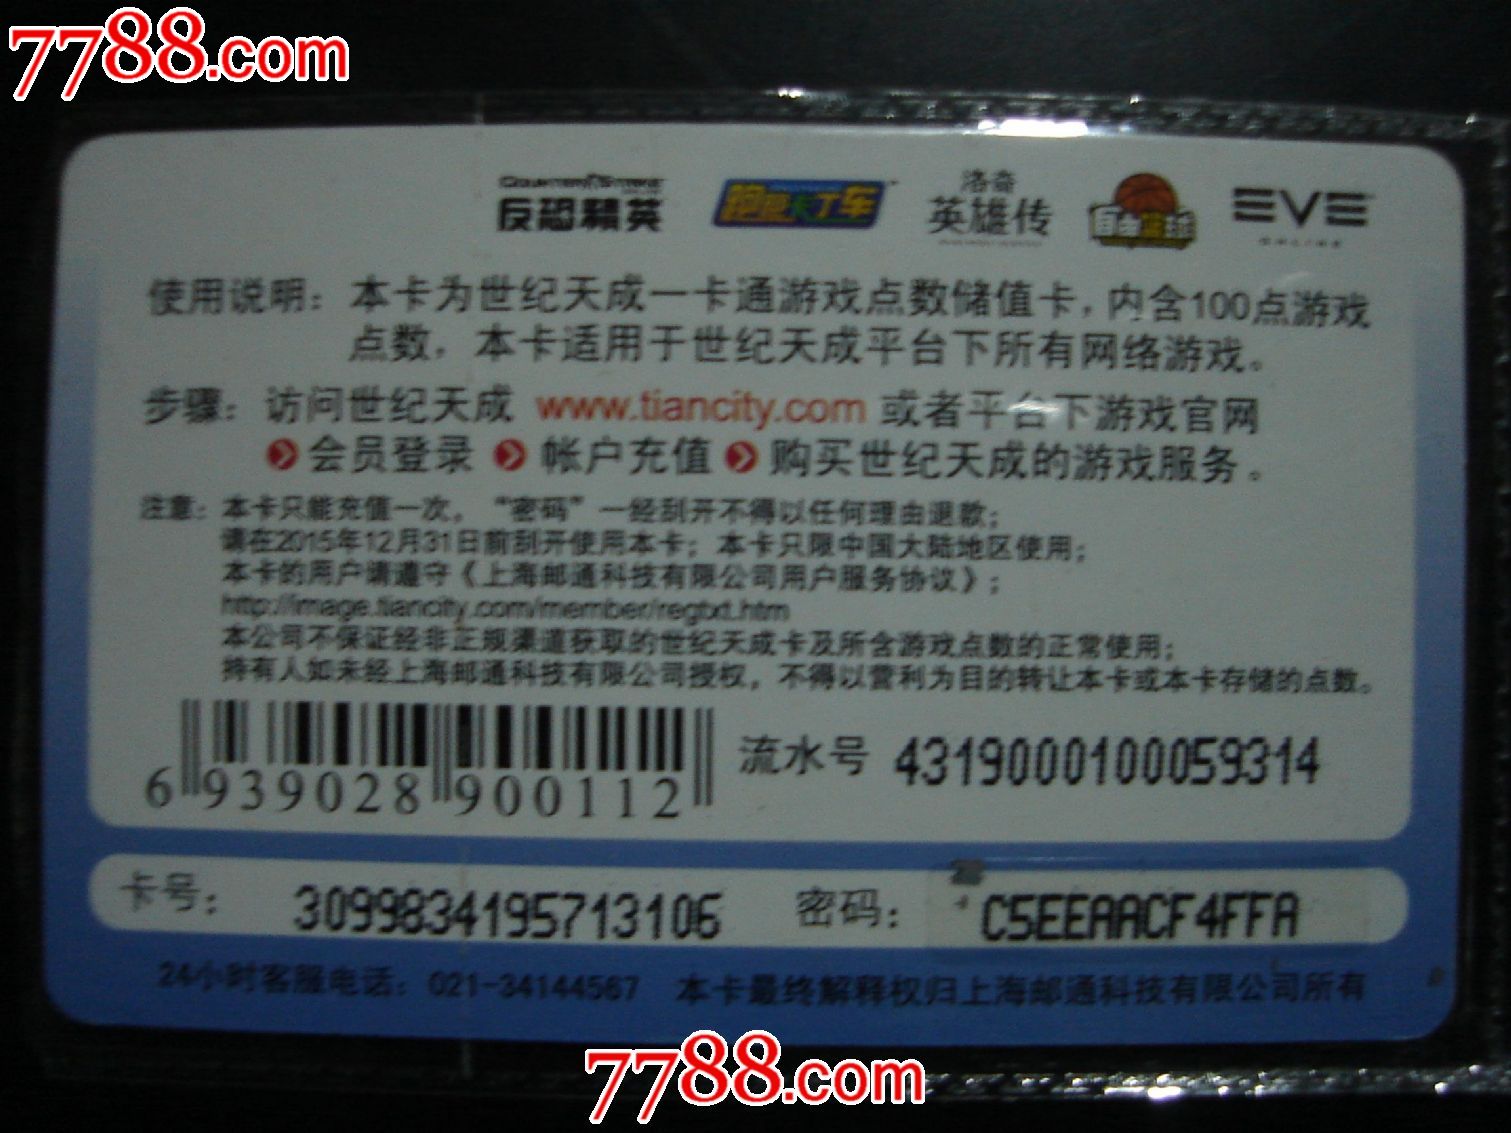 7788.com
COUNTER STRIKE
反恐精英
跑跑卡丁车
洛奇
英雄传
自由篮球
EVE
使用说明：本卡为世纪天成一卡通游戏点数储值卡，内含100点游戏
点数，本卡适用于世纪天成平台下所有网络游戏。
步骤：访问世纪天成 www.tiancity.com 或者平台下游戏官网
会员登录 帐户充值 购买世纪天成的游戏服务。
注意：本卡只能充值一次，“密码”一经刮开不得以任何理由退款；
请在2015年12月31日前刮开使用本卡；本卡只限中国大陆地区使用；
本卡的用户请遵守《上海邮通科技有限公司用户服务协议》；
http://image.tiancity.com/member/regtxt.htm
本公司不保证经非正规渠道获取的世纪天成卡及所含游戏点数的正常使用；
持有人如未经上海邮通科技有限公司授权，不得以营利为目的转让本卡或本卡存储的点数。
6 939028 900112
流水号 4319000100059314
卡号：3099834195713106 密码：C5EEAACF4FFA
24小时客服电话：021-34144567 本卡最终解释权归上海邮通科技有限公司所有
7788.com